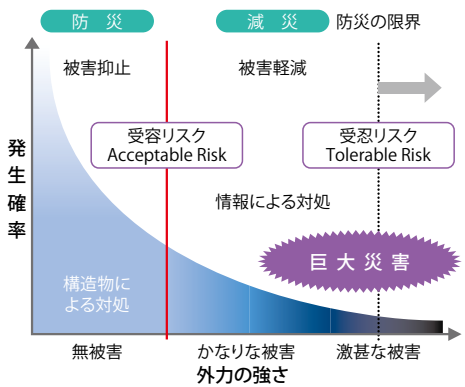 防災
減災
防災の限界
被害抑止
被害軽減
受容リスク
Acceptable Risk
受忍リスク
Tolerable Risk
発生確率
情報による対処
巨大災害
構造物に
よる対処
無被害
かなりな被害
激甚な被害
外力の強さ